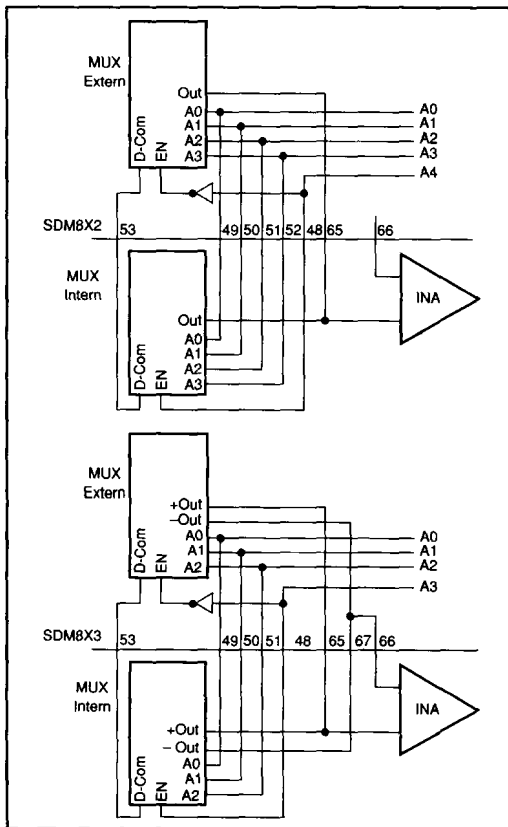 MUX
Extern
Out
A0
A1
A2
A3
D-Com
EN
A0
A1
A2
A3
A4
SDM8X2
53
49 50 51 52 48 65 66
MUX
Intern
Out
A0
A1
A2
A3
D-Com
EN
INA
MUX
Extern
+Out
−Out
A0
A1
A2
D-Com
EN
A0
A1
A2
A3
SDM8X3
53
49 50 51 48 65 67 66
MUX
Intern
+Out
−Out
A0
A1
A2
D-Com
EN
INA